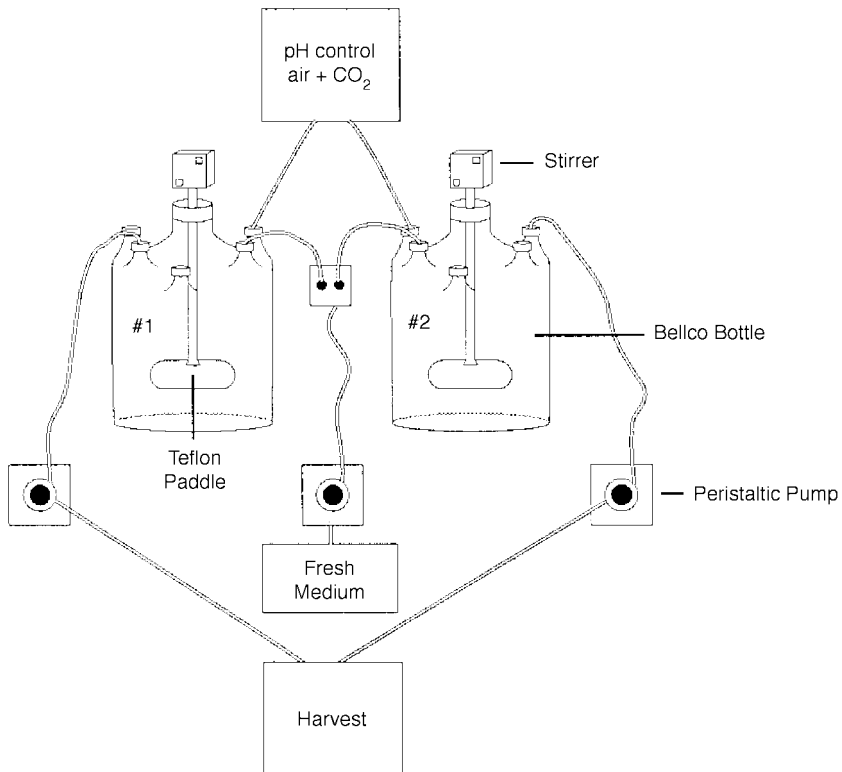 pH control
air + CO₂
Stirrer
#1
#2
Bellco Bottle
Teflon
Paddle
Peristaltic Pump
Fresh
Medium
Harvest